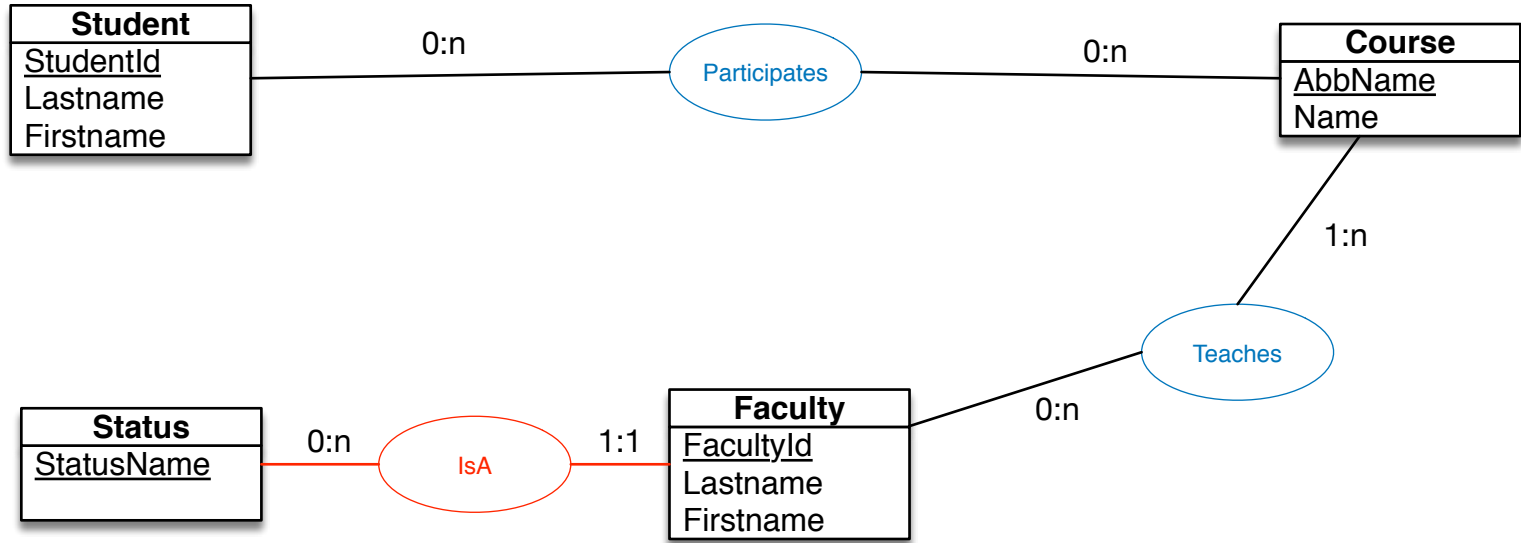 Student
StudentId
Lastname
Firstname
0:n
Participates
0:n
Course
AbbName
Name
1:n
Teaches
0:n
Status
StatusName
0:n
IsA
1:1
Faculty
FacultyId
Lastname
Firstname